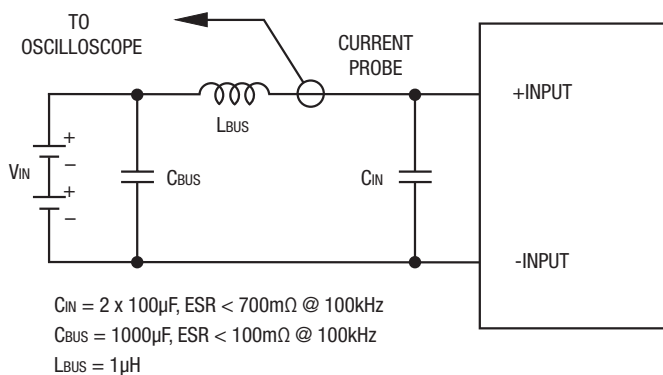 TO
OSCILLOSCOPE
CURRENT
PROBE
+INPUT
LBUS
+
VIN
–
+
–
CBUS
CIN
-INPUT
CIN = 2 x 100µF, ESR < 700mΩ @ 100kHz
CBUS = 1000µF, ESR < 100mΩ @ 100kHz
LBUS = 1µH